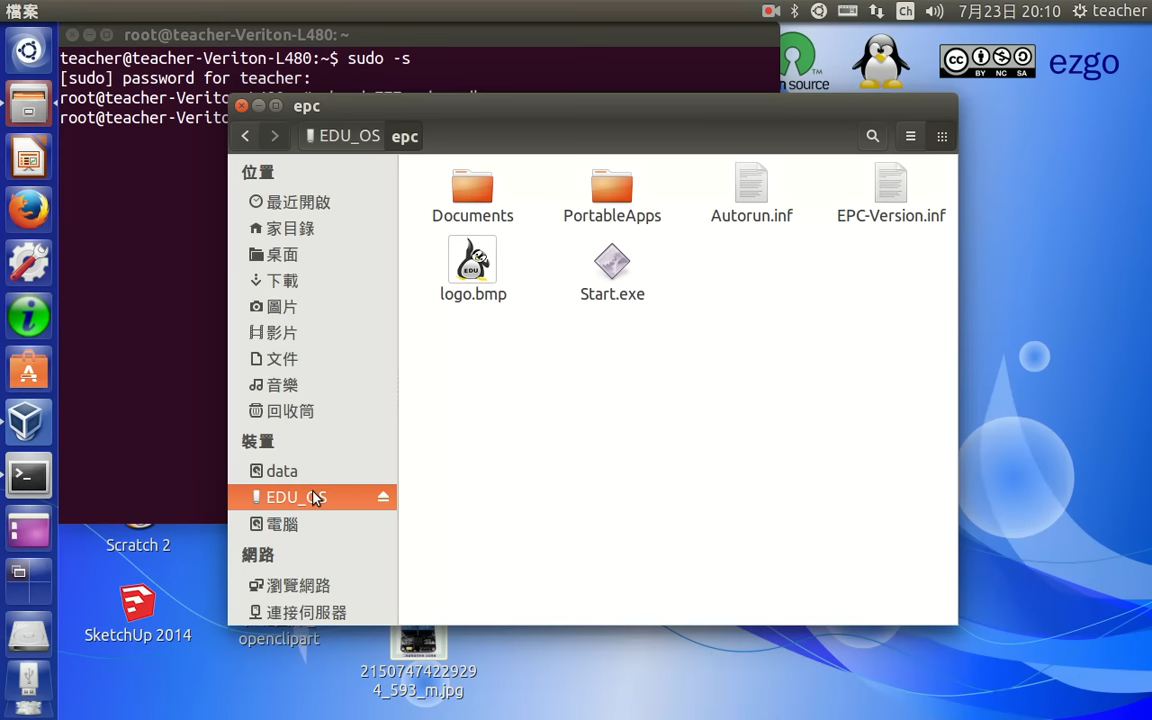 檔案
Ch
7月23日 20:10
teacher
root@teacher-Veriton-L480: ~
teacher@teacher-Veriton-L480:~$ sudo -s
[sudo] password for teacher:
root@teacher-Verito
root@teacher-Verito
source
BY NC SA
ezgo
epc
EDU_OS
epc
位置
最近開啟
家目錄
桌面
下載
圖片
影片
文件
音樂
回收筒
裝置
data
EDU_OS
電腦
網路
瀏覽網路
連接伺服器
Documents
PortableApps
Autorun.inf
EPC-Version.inf
EDU
logo.bmp
Start.exe
Scratch 2
SketchUp 2014
openclipart
2150747422929
4_593_m.jpg